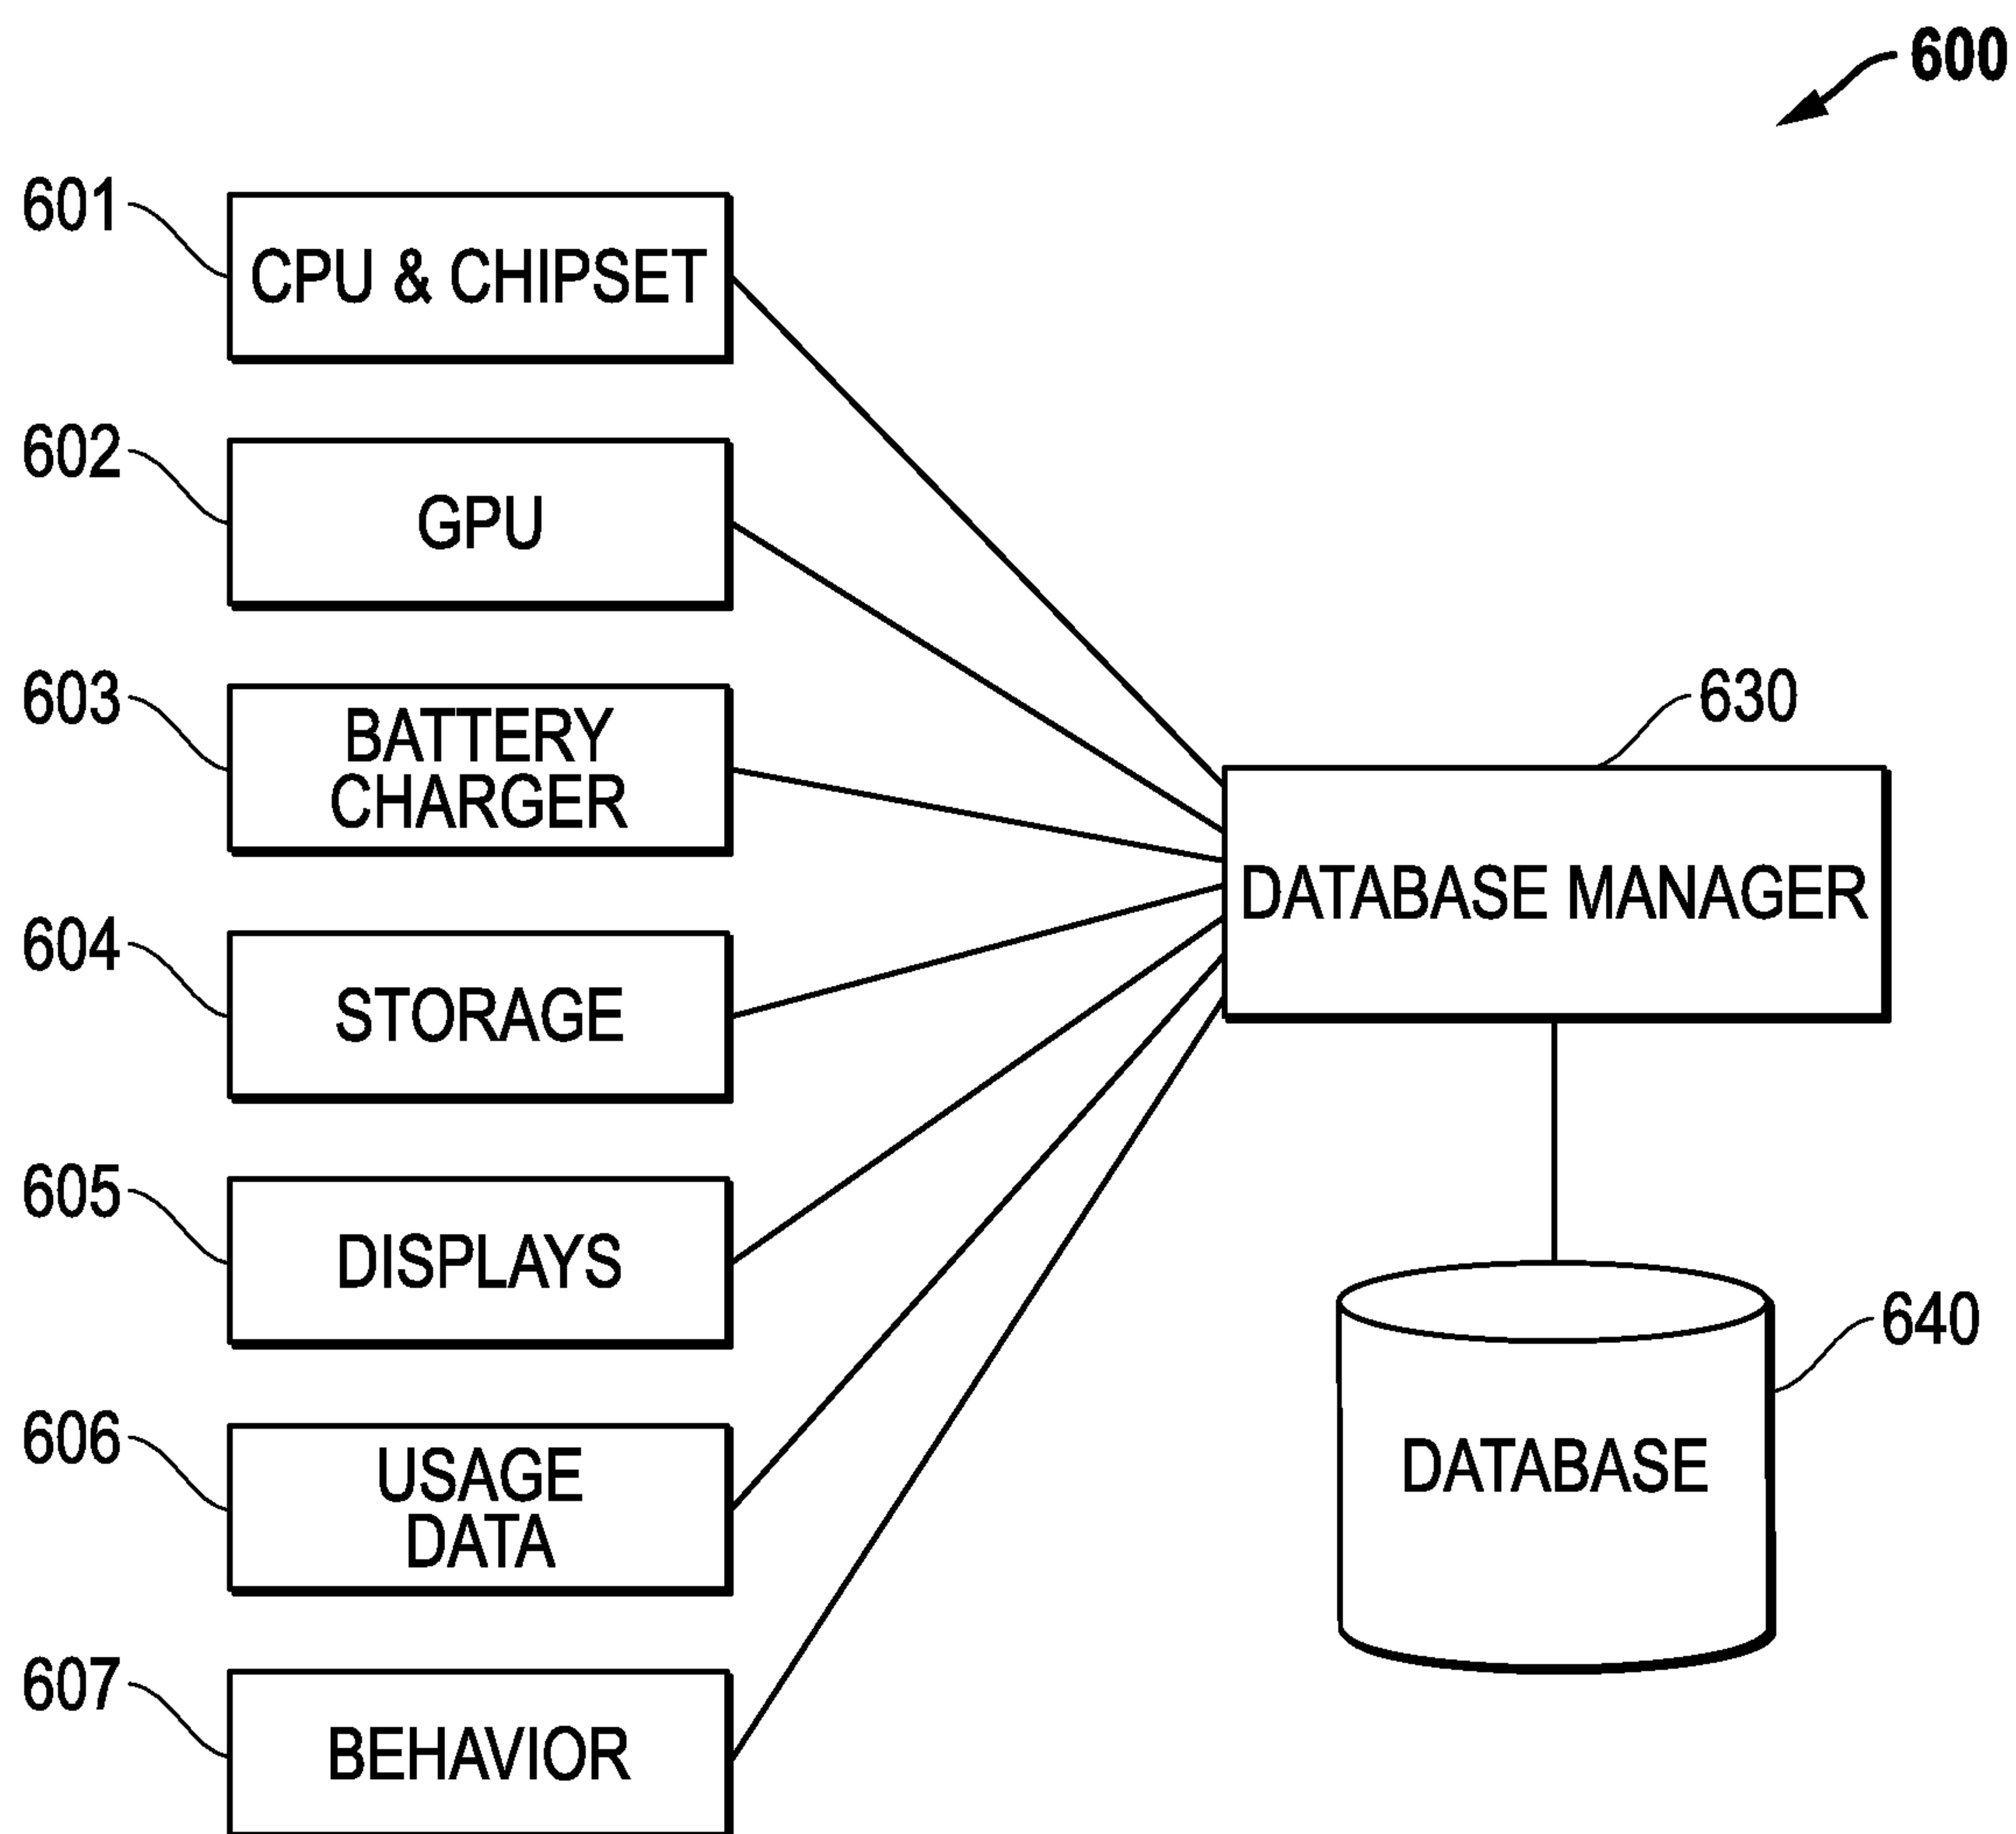 600
601
CPU & CHIPSET
602
GPU
603
BATTERY
CHARGER
630
DATABASE MANAGER
604
STORAGE
605
DISPLAYS
640
DATABASE
606
USAGE
DATA
607
BEHAVIOR